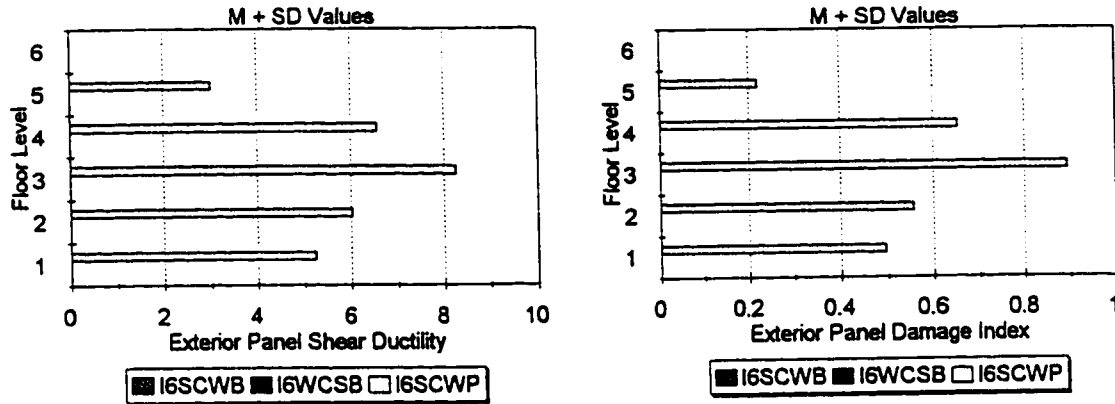 M + SD Values
6
5
4
3
2
1
Floor Level
0 2 4 6 8 10
Exterior Panel Shear Ductility
I6SCWB I6WCSB I6SCWP
M + SD Values
6
5
4
3
2
1
Floor Level
0 0.2 0.4 0.6 0.8 1
Exterior Panel Damage Index
I6SCWB I6WCSB I6SCWP